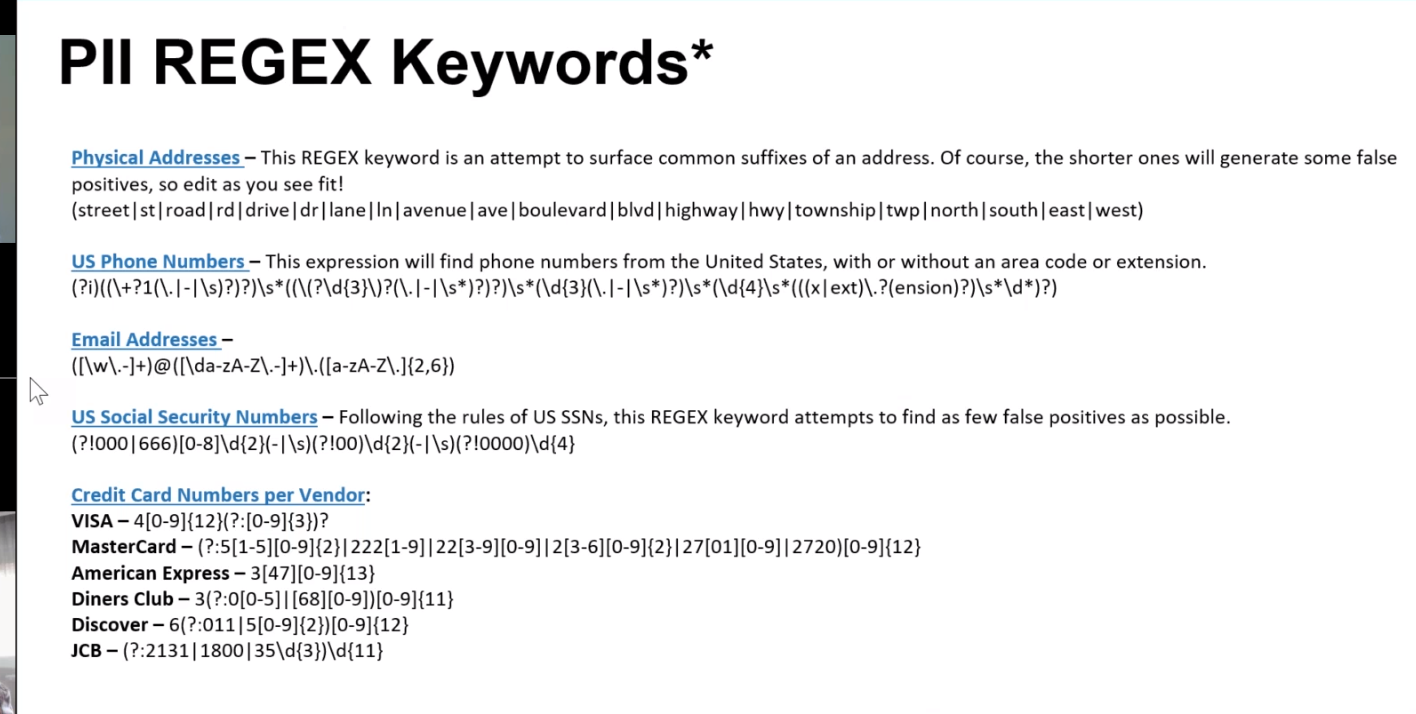 PII REGEX Keywords*
Physical Addresses – This REGEX keyword is an attempt to surface common suffixes of an address. Of course, the shorter ones will generate some false
positives, so edit as you see fit!
(street|st|road|rd|drive|dr|lane|ln|avenue|ave|boulevard|blvd|highway|hwy|township|twp|north|south|east|west)
US Phone Numbers – This expression will find phone numbers from the United States, with or without an area code or extension.
(?i)((\+?1(\.|-|\s)?)?)\s*((\(?\d{3}\)?(\.|-|\s*)?)?)\s*(\d{3}(\.|-|\s*)?)\s*(\d{4}\s*(((x|ext)\.?(ension)?)\s*\d*)?)
Email Addresses –
([\w\.-]+)@([\da-zA-Z\.-]+)\.([a-zA-Z\.]{2,6})
US Social Security Numbers – Following the rules of US SSNs, this REGEX keyword attempts to find as few false positives as possible.
(?!000|666)[0-8]\d{2}(-|\s)(?!00)\d{2}(-|\s)(?!0000)\d{4}
Credit Card Numbers per Vendor:
VISA – 4[0-9]{12}(?:[0-9]{3})?
MasterCard – (?:5[1-5][0-9]{2}|222[1-9]|22[3-9][0-9]|2[3-6][0-9]{2}|27[01][0-9]|2720)[0-9]{12}
American Express – 3[47][0-9]{13}
Diners Club – 3(?:0[0-5]|[68][0-9])[0-9]{11}
Discover – 6(?:011|5[0-9]{2})[0-9]{12}
JCB – (?:2131|1800|35\d{3})\d{11}